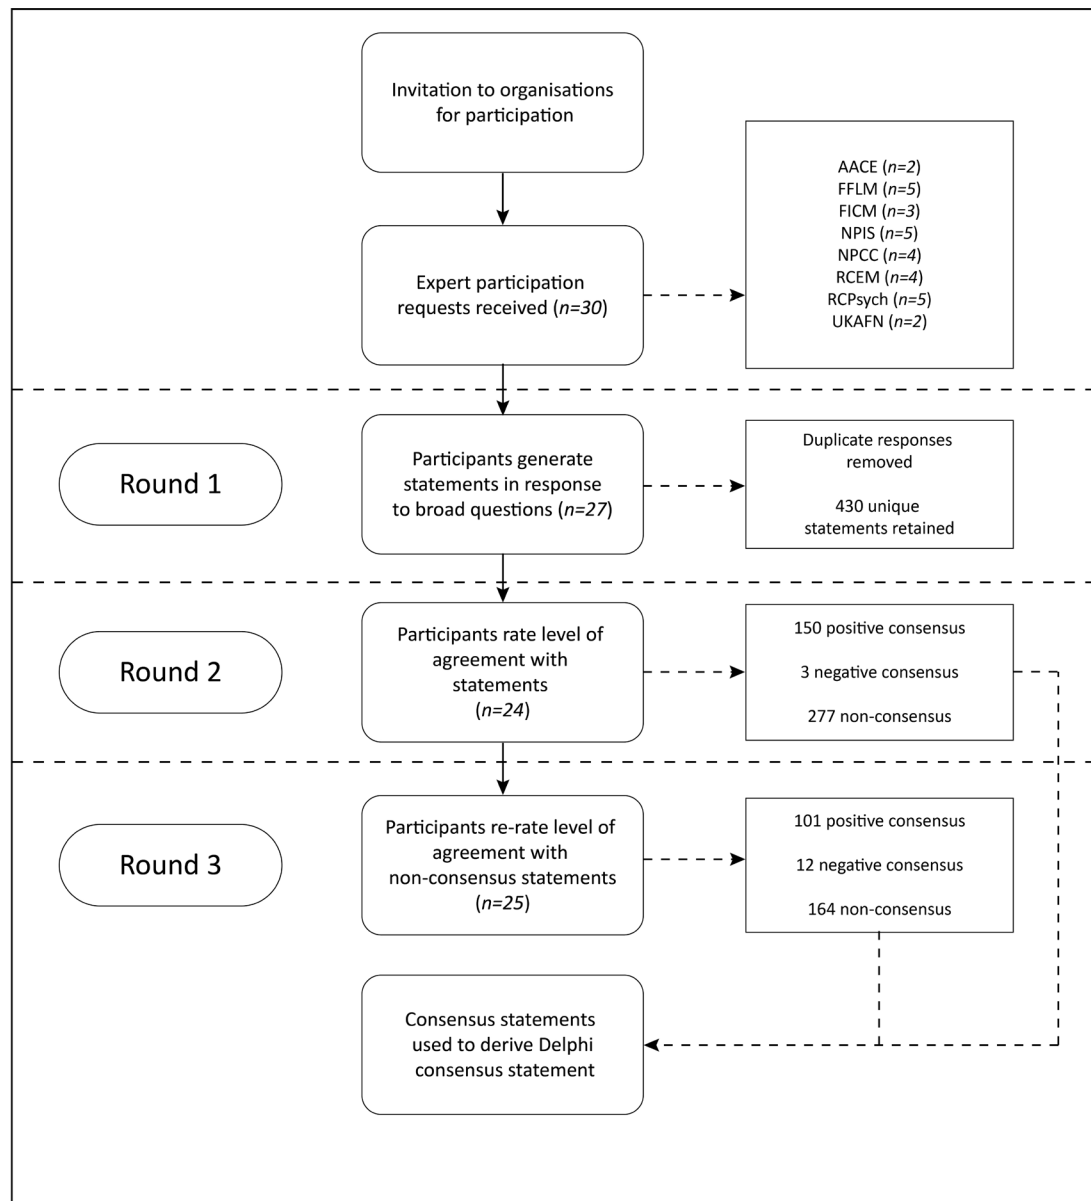 Invitation to organisations
for participation
Expert participation
requests received (n=30)
AACE (n=2)
FFLM (n=5)
FICM (n=3)
NPIS (n=5)
NPCC (n=4)
RCEM (n=4)
RCPsych (n=5)
UKAFN (n=2)
Round 1
Participants generate
statements in response
to broad questions (n=27)
Duplicate responses
removed
430 unique
statements retained
Round 2
Participants rate level of
agreement with
statements
(n=24)
150 positive consensus
3 negative consensus
277 non-consensus
Round 3
Participants re-rate level of
agreement with
non-consensus statements
(n=25)
101 positive consensus
12 negative consensus
164 non-consensus
Consensus statements
used to derive Delphi
consensus statement